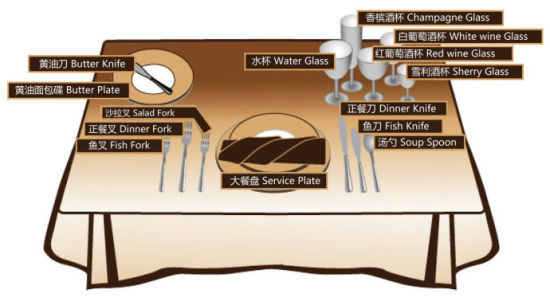 香槟酒杯 Champagne Glass
白葡萄酒杯 White wine Glass
红葡萄酒杯 Red wine Glass
水杯 Water Glass
雪利酒杯 Sherry Glass
黄油刀 Butter Knife
黄油面包碟 Butter Plate
沙拉叉 Salad Fork
正餐叉 Dinner Fork
鱼叉 Fish Fork
正餐刀 Dinner Knife
鱼刀 Fish Knife
汤勺 Soup Spoon
大餐盘 Service Plate